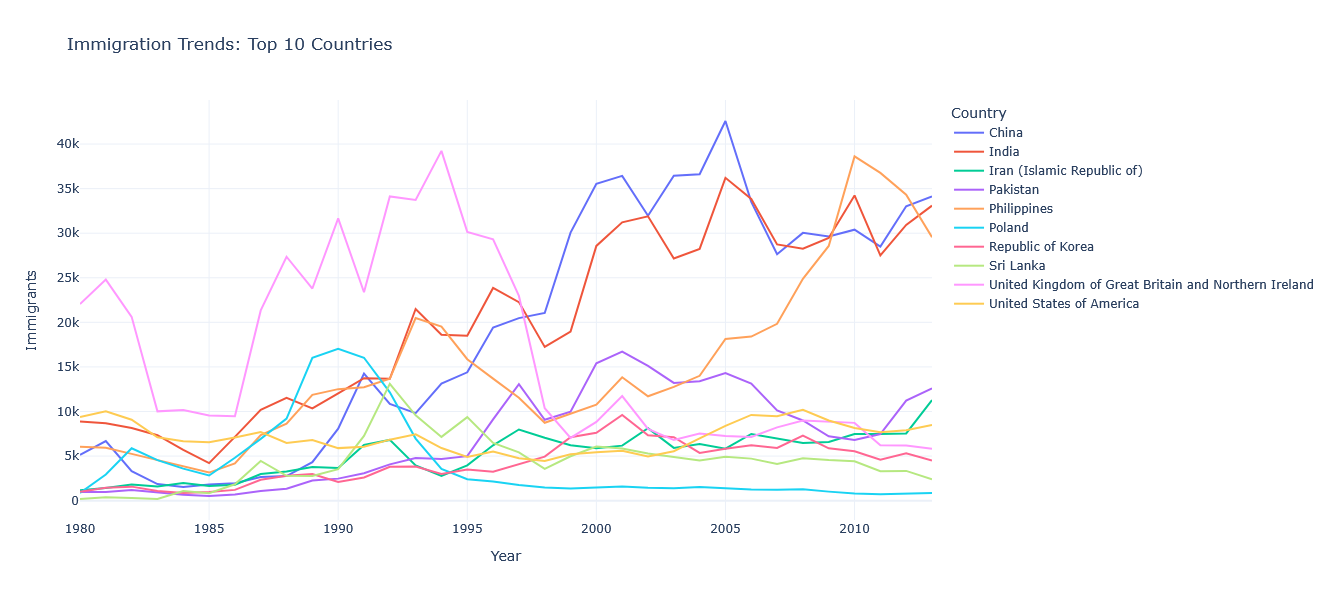 Immigration Trends: Top 10 Countries
Country
China
India
Iran (Islamic Republic of)
Pakistan
Philippines
Poland
Republic of Korea
Sri Lanka
United Kingdom of Great Britain and Northern Ireland
United States of America
Immigrants
40k
35k
30k
25k
20k
15k
10k
5k
0
1980 1985 1990 1995 2000 2005 2010
Year